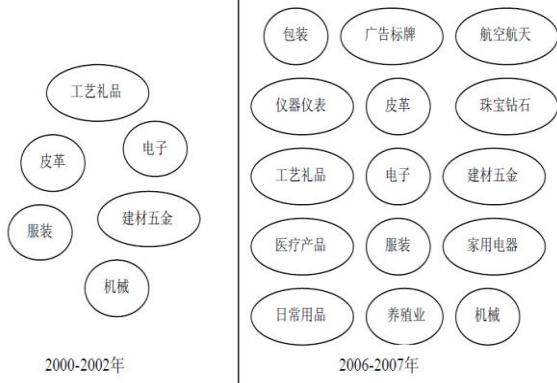 工艺礼品
电子
皮革
建材五金
服装
机械
2000-2002年
包装 广告标牌 航空航天
仪器仪表 皮革 珠宝钻石
工艺礼品 电子 建材五金
医疗产品 服装 家用电器
日常用品 养殖业 机械
2006-2007年